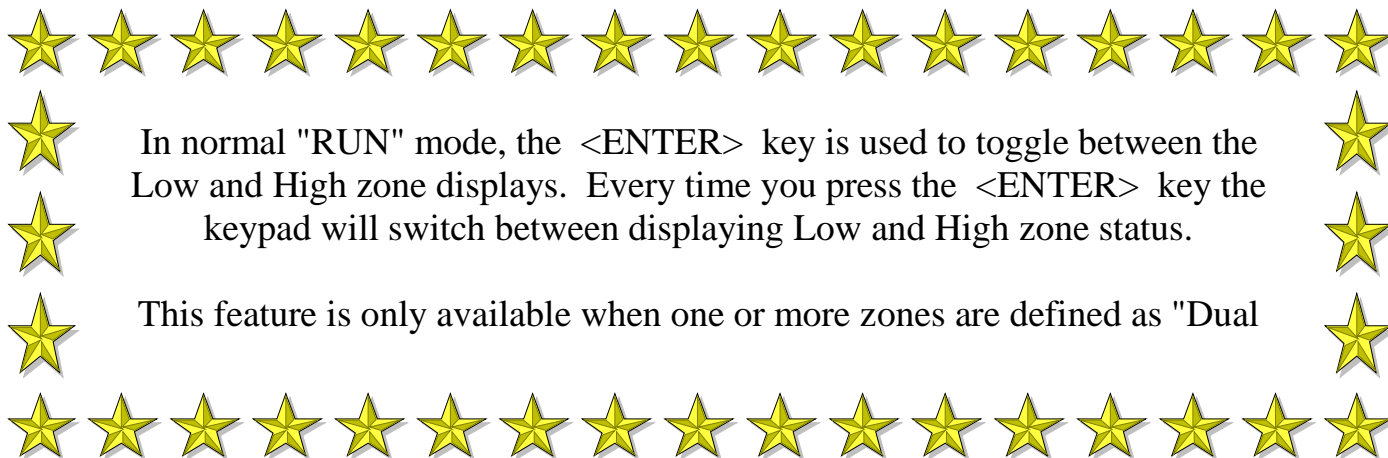 In normal "RUN" mode, the <ENTER> key is used to toggle between the
Low and High zone displays. Every time you press the <ENTER> key the
keypad will switch between displaying Low and High zone status.
This feature is only available when one or more zones are defined as "Dual